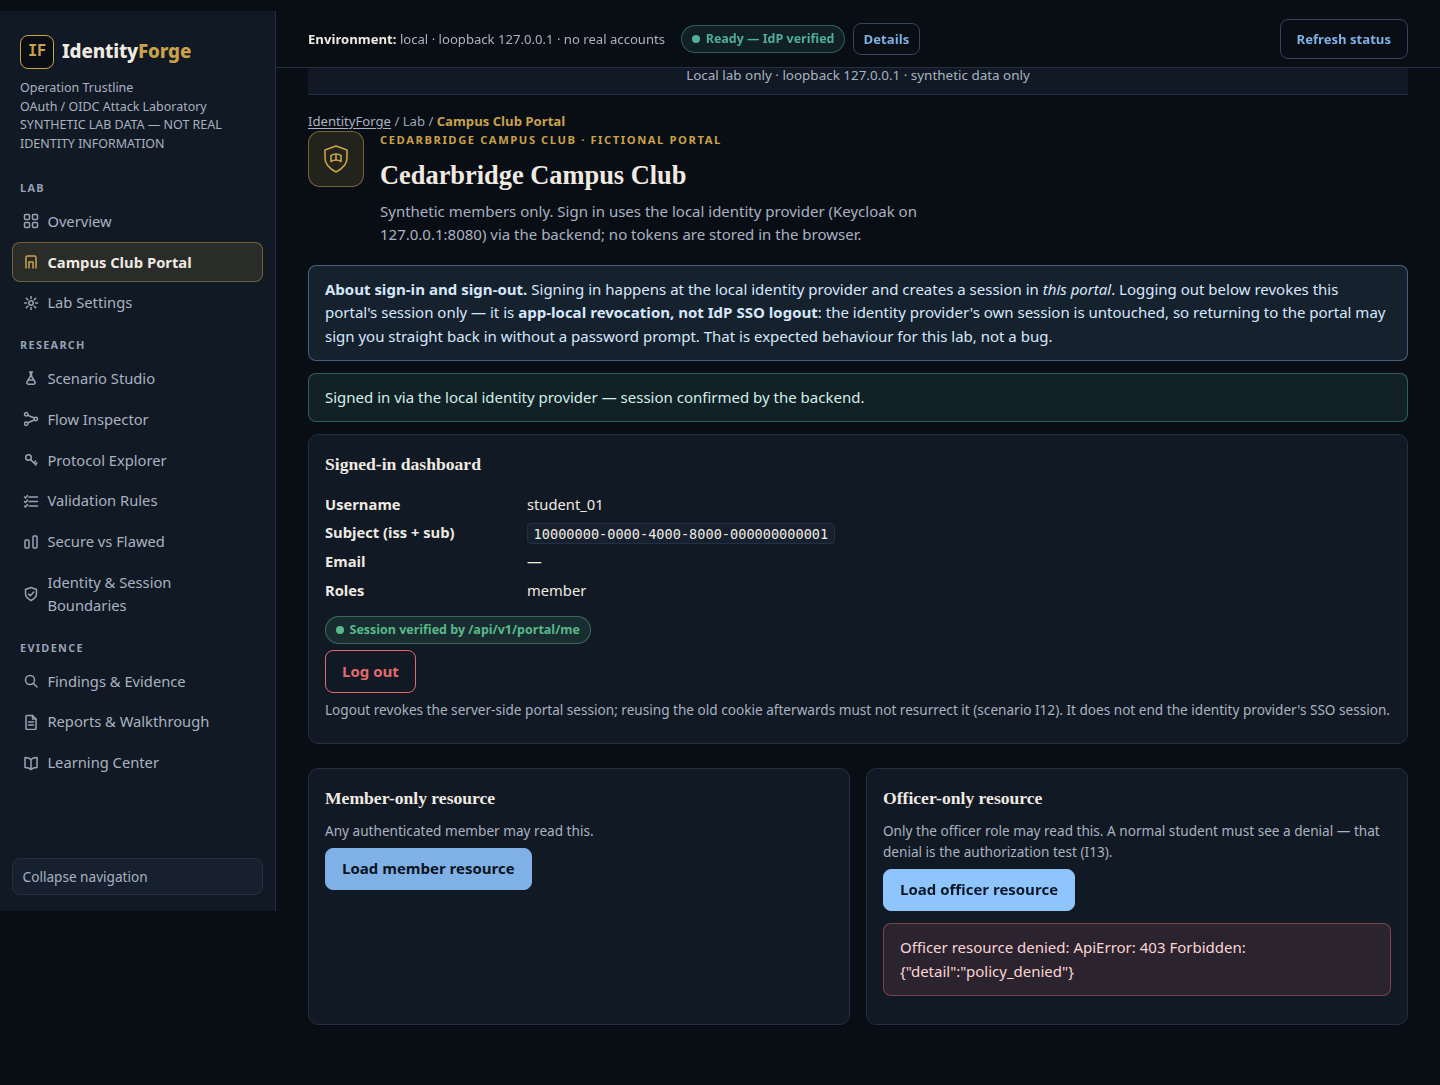 IF IdentityForge
Operation Trustline
OAuth / OIDC Attack Laboratory
SYNTHETIC LAB DATA — NOT REAL
IDENTITY INFORMATION
LAB
Overview
Campus Club Portal
Lab Settings
RESEARCH
Scenario Studio
Flow Inspector
Protocol Explorer
Validation Rules
Secure vs Flawed
Identity & Session
Boundaries
EVIDENCE
Findings & Evidence
Reports & Walkthrough
Learning Center
Collapse navigation
Environment: local · loopback 127.0.0.1 · no real accounts
Ready — IdP verified
Details
Refresh status
Local lab only · loopback 127.0.0.1 · synthetic data only
IdentityForge / Lab / Campus Club Portal
CEDARBRIDGE CAMPUS CLUB · FICTIONAL PORTAL
Cedarbridge Campus Club
Synthetic members only. Sign in uses the local identity provider (Keycloak on
127.0.0.1:8080) via the backend; no tokens are stored in the browser.
About sign-in and sign-out. Signing in happens at the local identity provider and creates a session in this portal. Logging out below revokes this
portal's session only — it is app-local revocation, not IdP SSO logout: the identity provider's own session is untouched, so returning to the portal may
sign you straight back in without a password prompt. That is expected behaviour for this lab, not a bug.
Signed in via the local identity provider — session confirmed by the backend.
Signed-in dashboard
Username student_01
Subject (iss + sub) 10000000-0000-4000-8000-000000000001
Email —
Roles member
Session verified by /api/v1/portal/me
Log out
Logout revokes the server-side portal session; reusing the old cookie afterwards must not resurrect it (scenario I12). It does not end the identity provider's SSO session.
Member-only resource
Any authenticated member may read this.
Load member resource
Officer-only resource
Only the officer role may read this. A normal student must see a denial — that
denial is the authorization test (I13).
Load officer resource
Officer resource denied: ApiError: 403 Forbidden:
{"detail":"policy_denied"}